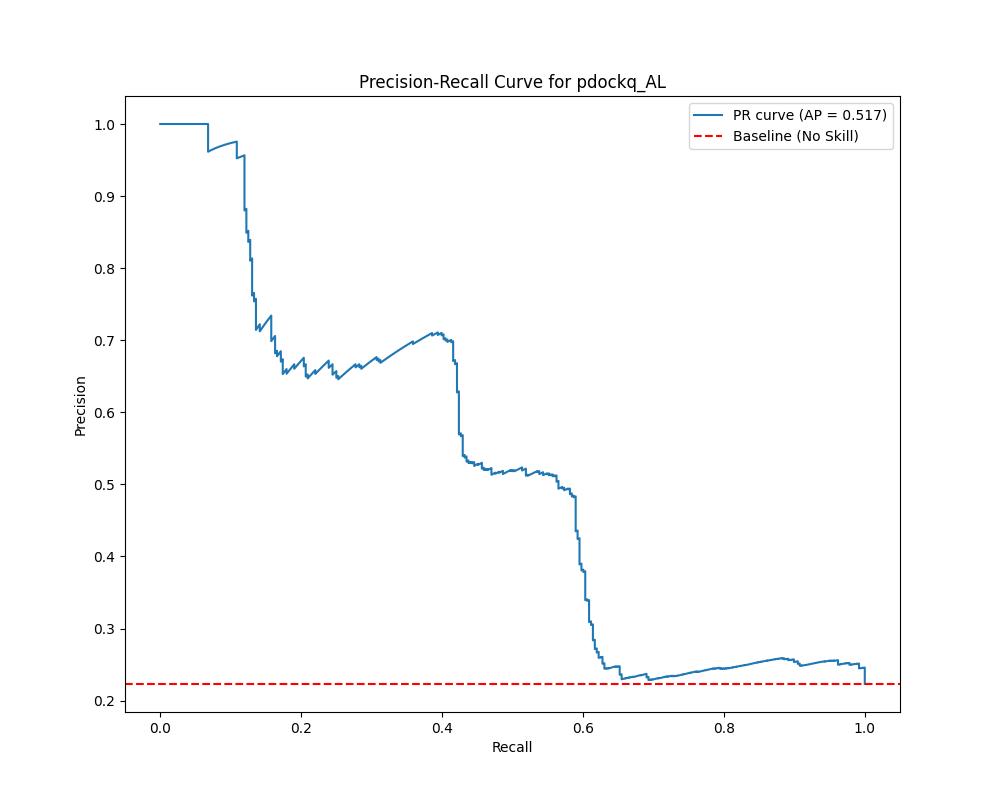 Precision-Recall Curve for pdockq_AL
PR curve (AP = 0.517)
Baseline (No Skill)
1.0
0.9
0.8
0.7
0.6
0.5
0.4
0.3
0.2
Precision
0.0 0.2 0.4 0.6 0.8 1.0
Recall